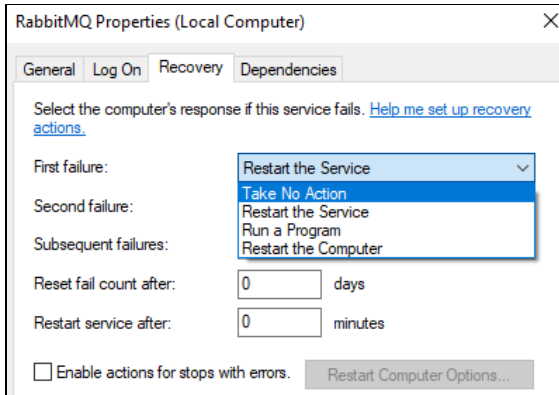 RabbitMQ Properties (Local Computer)
General Log On Recovery Dependencies
Select the computer's response if this service fails. Help me set up recovery
actions.
First failure: Restart the Service
Take No Action
Second failure: Restart the Service
Run a Program
Subsequent failures: Restart the Computer
Reset fail count after: 0 days
Restart service after: 0 minutes
Enable actions for stops with errors. Restart Computer Options...